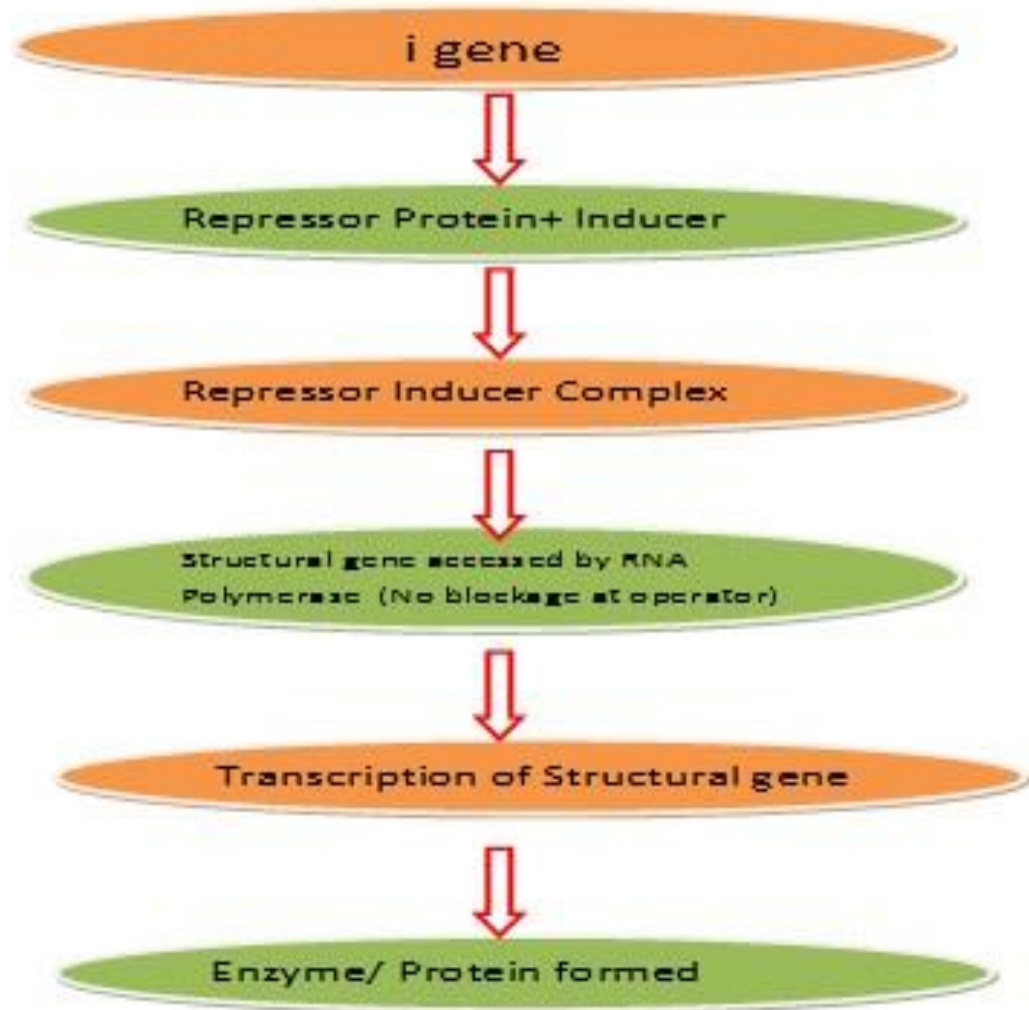 i gene
Repressor Protein+ Inducer
Repressor Inducer Complex
Structural gene accessed by RNA
Polymerase (No blockage at operator)
Transcription of Structural gene
Enzyme/ Protein formed